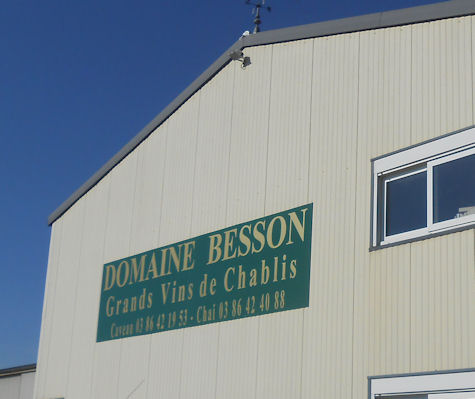 DOMAINE BESSON
Grands Vins de Chablis
Caveau 03 86 42 19 53 - Chai 03 86 42 40 88